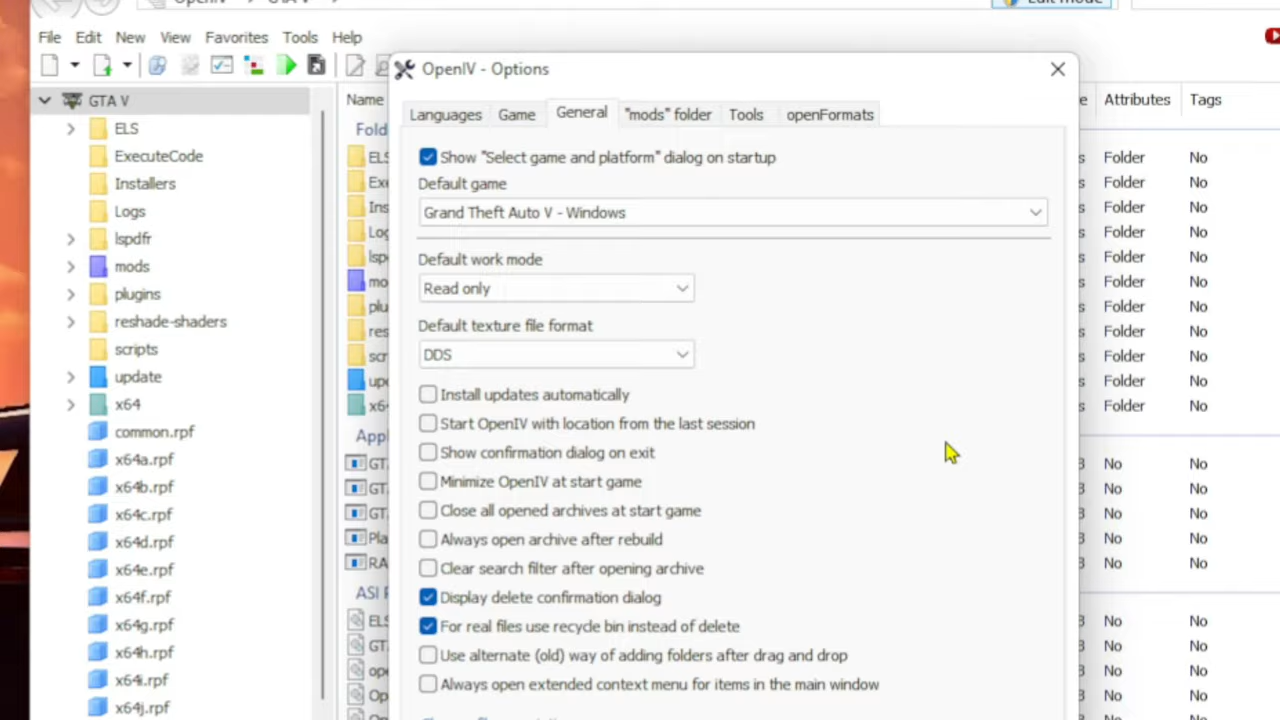 Edit mode
File Edit New View Favorites Tools Help
OpenIV - Options
GTA V
ELS
ExecuteCode
Installers
Logs
lspdfr
mods
plugins
reshade-shaders
scripts
update
x64
common.rpf
x64a.rpf
x64b.rpf
x64c.rpf
x64d.rpf
x64e.rpf
x64f.rpf
x64g.rpf
x64h.rpf
x64i.rpf
x64j.rpf
Name
Languages Game General "mods" folder Tools openFormats
Show "Select game and platform" dialog on startup
Default game
Grand Theft Auto V - Windows
Default work mode
Read only
Default texture file format
DDS
Install updates automatically
Start OpenIV with location from the last session
Show confirmation dialog on exit
Minimize OpenIV at start game
Close all opened archives at start game
Always open archive after rebuild
Clear search filter after opening archive
Display delete confirmation dialog
For real files use recycle bin instead of delete
Use alternate (old) way of adding folders after drag and drop
Always open extended context menu for items in the main window
Attributes Tags
Folder No
Folder No
Folder No
Folder No
Folder No
Folder No
Folder No
Folder No
Folder No
Folder No
Folder No
No No
No No
No No
No No
No No
No No
No No
No No
No No